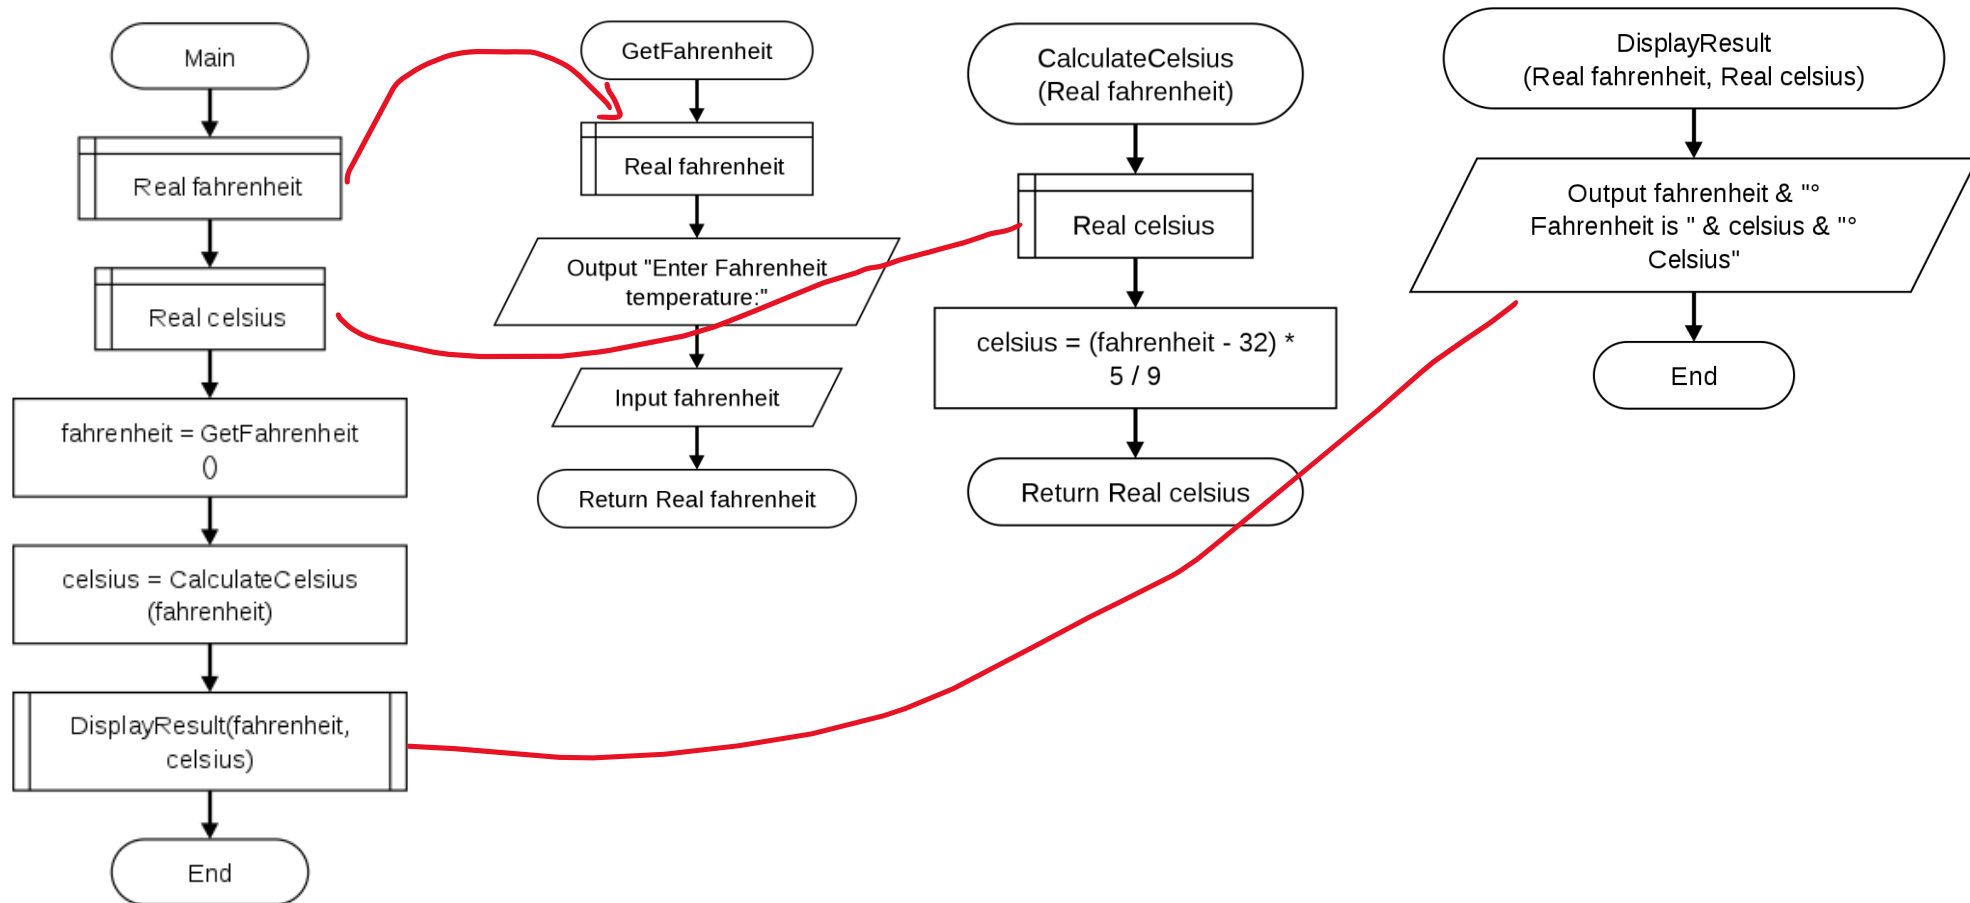 Main
Real fahrenheit
Real celsius
fahrenheit = GetFahrenheit
()
celsius = CalculateCelsius
(fahrenheit)
DisplayResult(fahrenheit,
celsius)
End
GetFahrenheit
Real fahrenheit
Output "Enter Fahrenheit
temperature:"
Input fahrenheit
Return Real fahrenheit
CalculateCelsius
(Real fahrenheit)
Real celsius
celsius = (fahrenheit - 32) *
5 / 9
Return Real celsius
DisplayResult
(Real fahrenheit, Real celsius)
Output fahrenheit & "°
Fahrenheit is " & celsius & "°
Celsius"
End